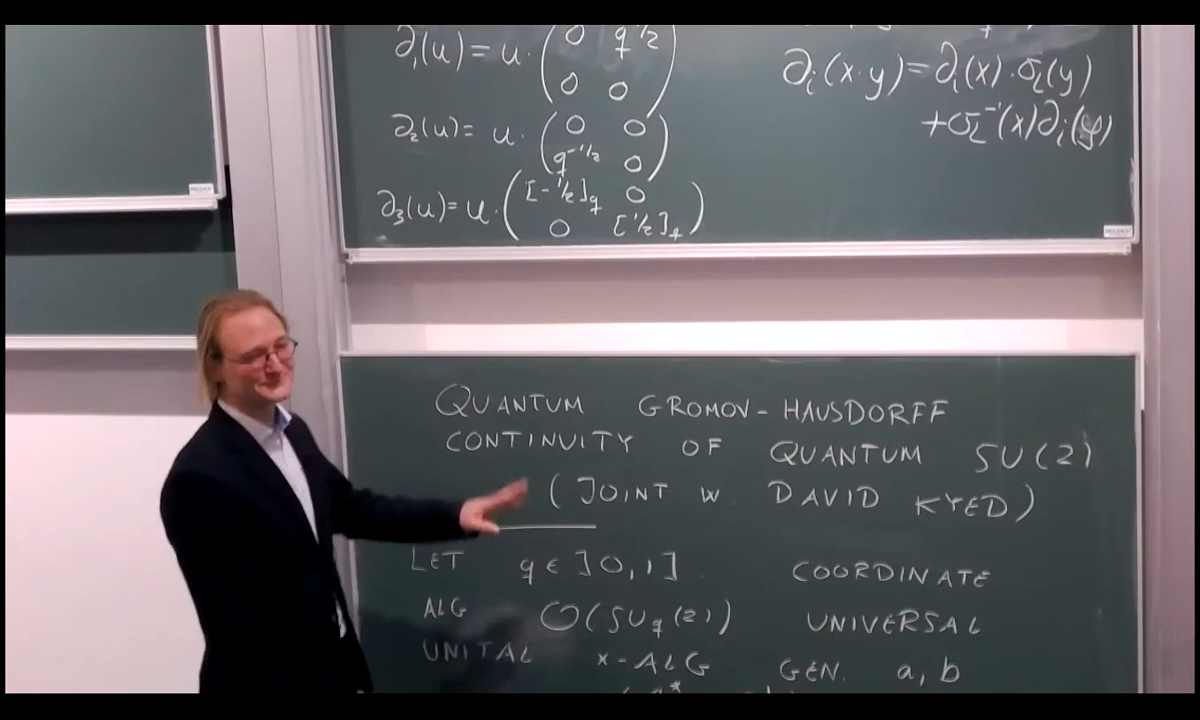 ∂₁(u) = u · ( 0 q^{1/2} ; 0 0 )
∂₂(u) = u · ( 0 0 ; q^{-1/2} 0 )
∂₃(u) = u · ( [-1/2]_q 0 ; 0 [1/2]_q )
∂ᵢ(x·y) = ∂ᵢ(x)·σᵢ(y)
+ σᵢ⁻¹(x)∂ᵢ(y)
QUANTUM GROMOV-HAUSDORFF
CONTINUITY OF QUANTUM SU(2)
(JOINT W. DAVID KYED)
LET q ∈ ]0,1]. COORDINATE
ALG O(SU_q(2)) UNIVERSAL
UNITAL *-ALG GEN. a, b